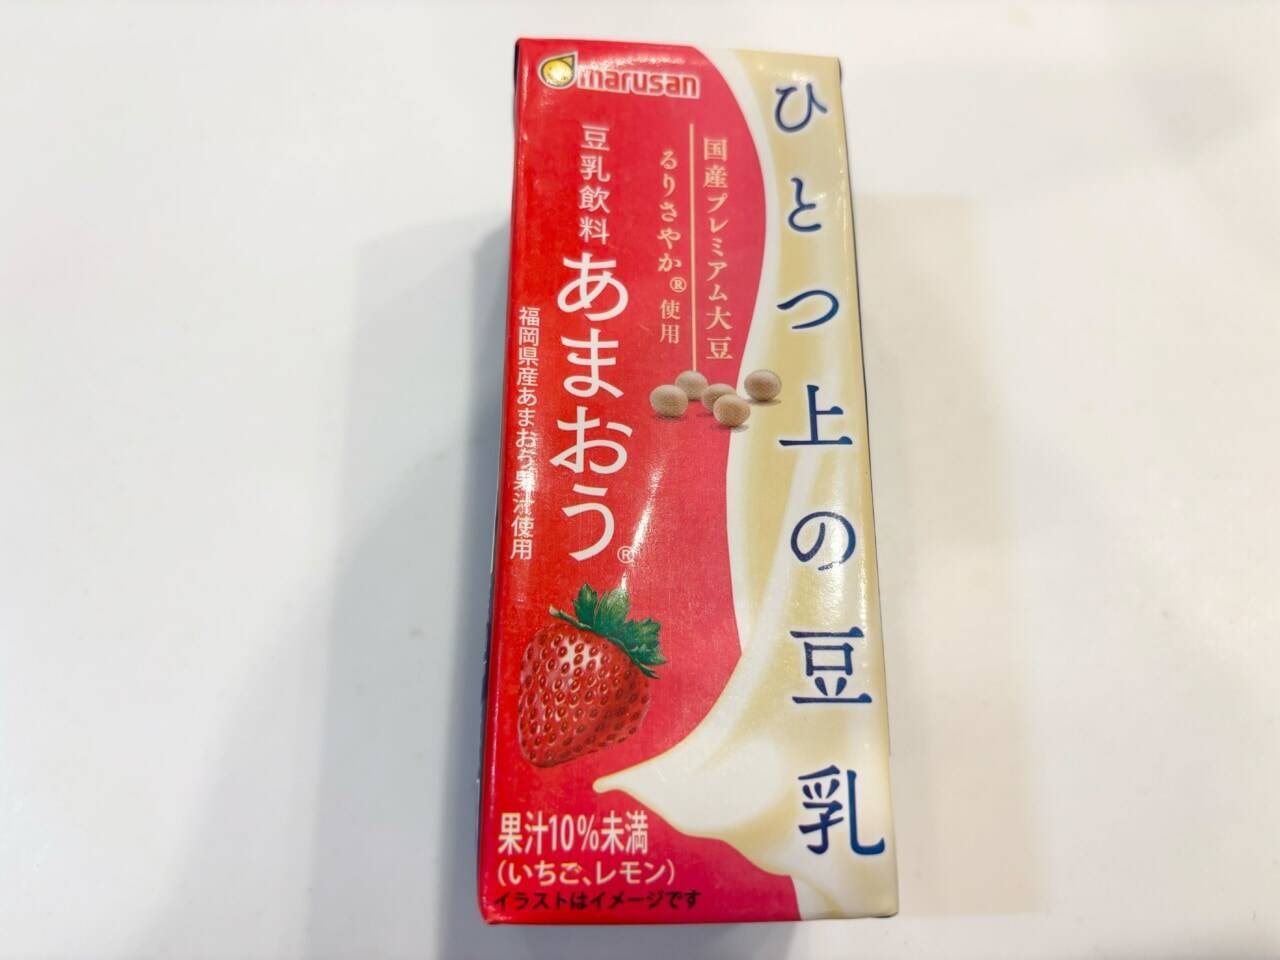 marusan
ひとつ上の豆乳
国産プレミアム大豆
るりさやか®使用
豆乳飲料
あまおう®
福岡県産あまおう果汁使用
果汁10%未満
(いちご、レモン)
イラストはイメージです